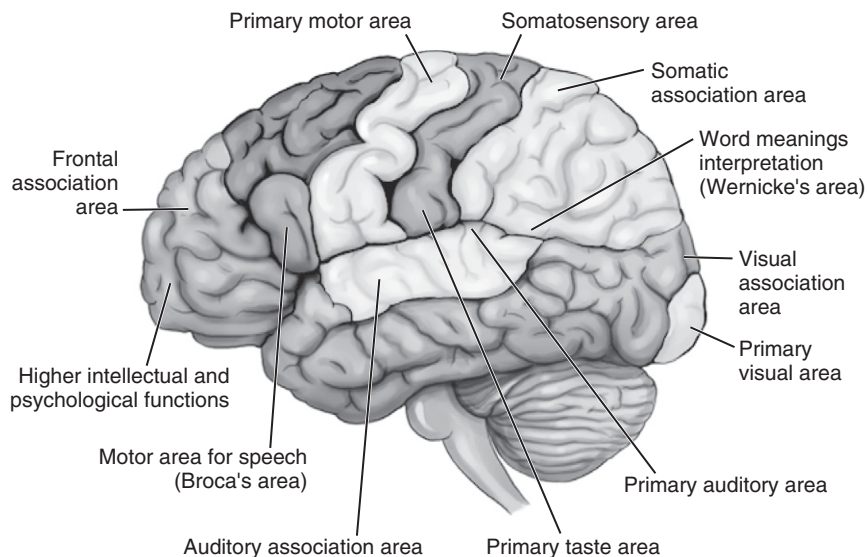 Primary motor area
Somatosensory area
Somatic
association area
Word meanings
interpretation
(Wernicke's area)
Frontal
association
area
Visual
association
area
Primary
visual area
Higher intellectual and
psychological functions
Motor area for speech
(Broca's area)
Primary auditory area
Auditory association area
Primary taste area